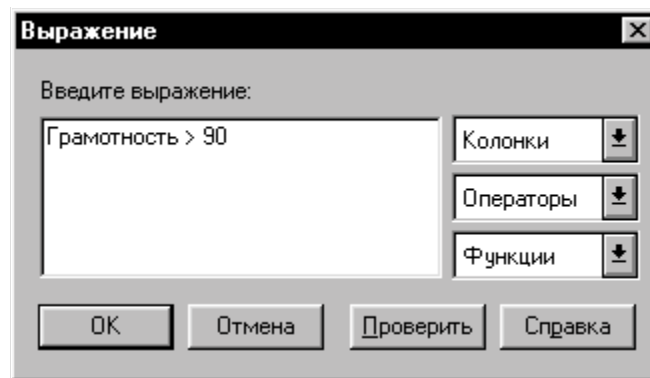 Выражение
Введите выражение:
Грамотность > 90
Колонки
Операторы
Функции
OK
Отмена
Проверить
Справка